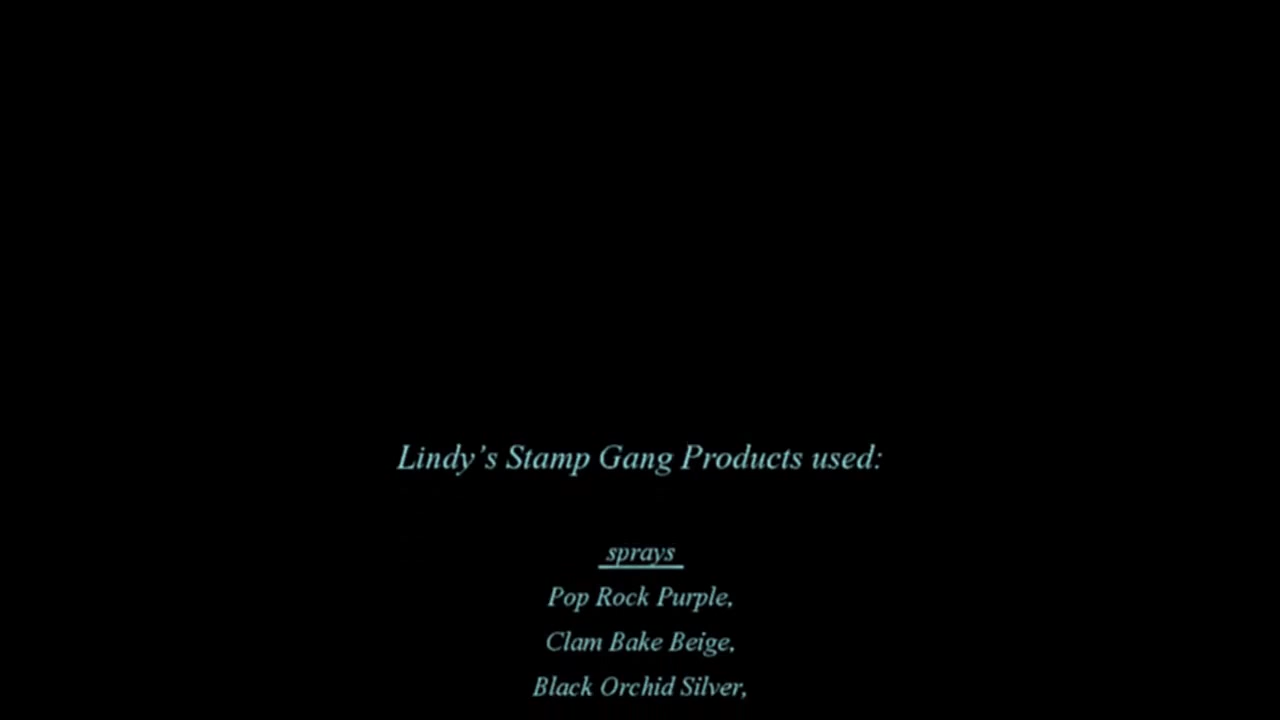 Lindy’s Stamp Gang Products used:
sprays
Pop Rock Purple,
Clam Bake Beige,
Black Orchid Silver,